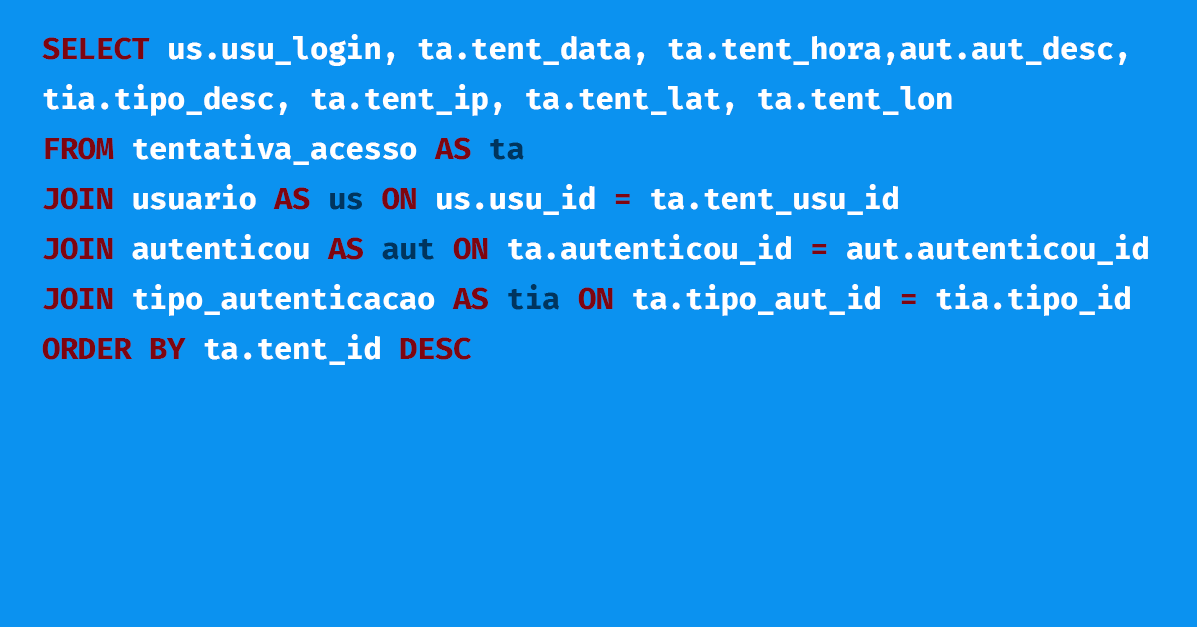 SELECT us.usu_login, ta.tent_data, ta.tent_hora,aut.aut_desc,
tia.tipo_desc, ta.tent_ip, ta.tent_lat, ta.tent_lon
FROM tentativa_acesso AS ta
JOIN usuario AS us ON us.usu_id = ta.tent_usu_id
JOIN autenticou AS aut ON ta.autenticou_id = aut.autenticou_id
JOIN tipo_autenticacao AS tia ON ta.tipo_aut_id = tia.tipo_id
ORDER BY ta.tent_id DESC